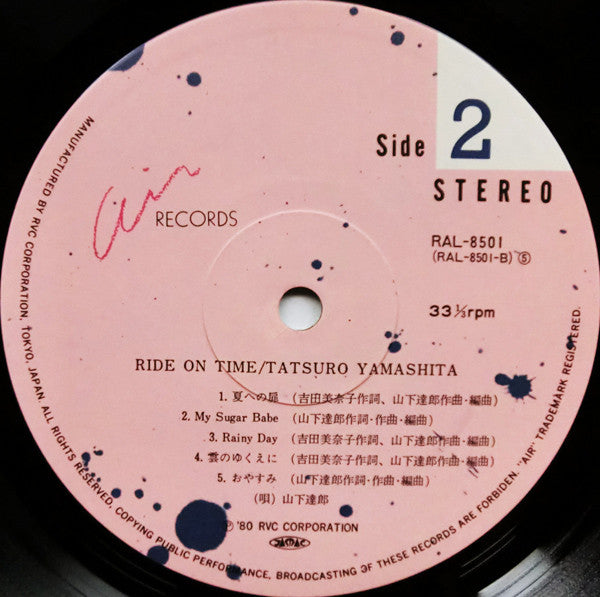 Side 2
STEREO
air RECORDS
RAL-8501
(RAL-8501-B) Ⓢ
33⅓rpm
RIDE ON TIME/TATSURO YAMASHITA
1. 夏への扉 (吉田美奈子作詞、山下達郎作曲・編曲)
2. My Sugar Babe (山下達郎作詞・作曲・編曲)
3. Rainy Day (吉田美奈子作詞、山下達郎作曲・編曲)
4. 雲のゆくえに (吉田美奈子作詞、山下達郎作曲・編曲)
5. おやすみ (山下達郎作詞・作曲・編曲)
(唄) 山下達郎
Ⓟ '80 RVC CORPORATION
JASRAC
MANUFACTURED BY RVC CORPORATION, TOKYO, JAPAN. ALL RIGHTS RESERVED. COPYING PUBLIC PERFORMANCE, BROADCASTING OF THESE RECORDS ARE FORBIDDEN. "AIR" TRADEMARK REGISTERED.